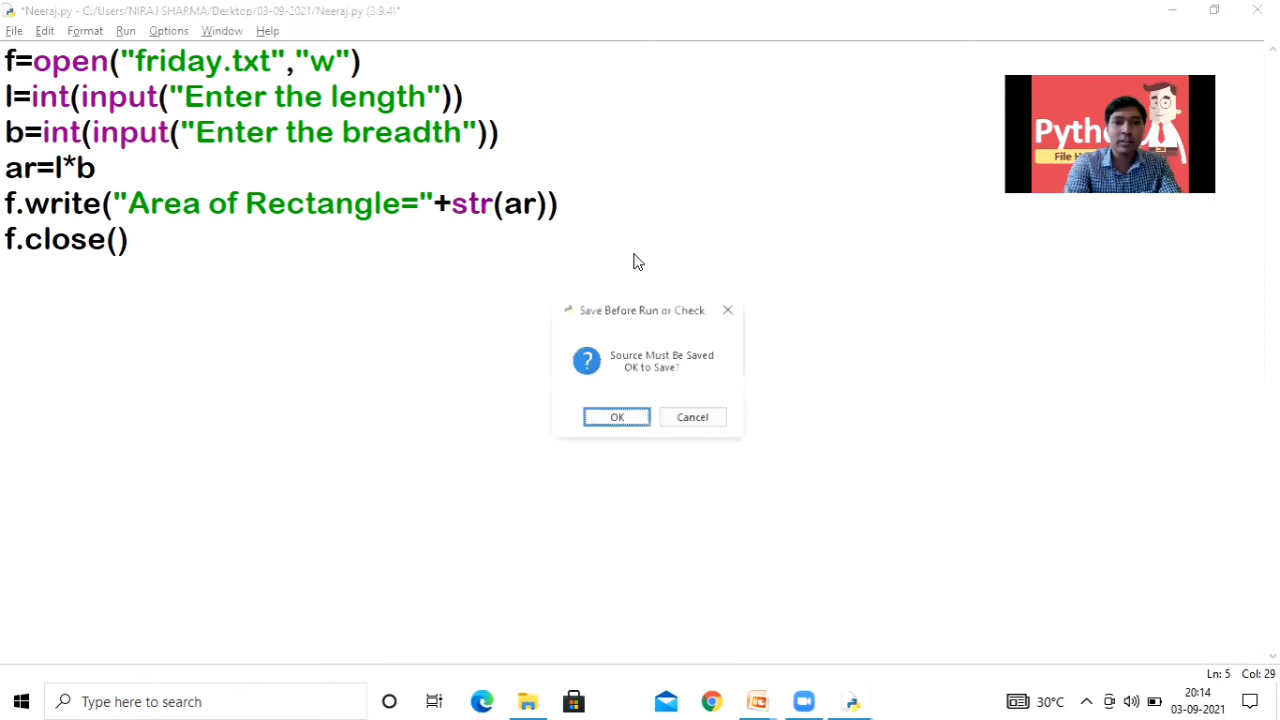 *Neeraj.py - C:/Users/NIRAJ SHARMA/Desktop/03-09-2021/Neeraj.py (3.9.4)*
File Edit Format Run Options Window Help
f=open("friday.txt","w")
l=int(input("Enter the length"))
b=int(input("Enter the breadth"))
ar=l*b
f.write("Area of Rectangle="+str(ar))
f.close()
Save Before Run or Check
Source Must Be Saved
OK to Save?
OK Cancel
Ln: 5 Col: 29
Type here to search
30°C
20:14
03-09-2021